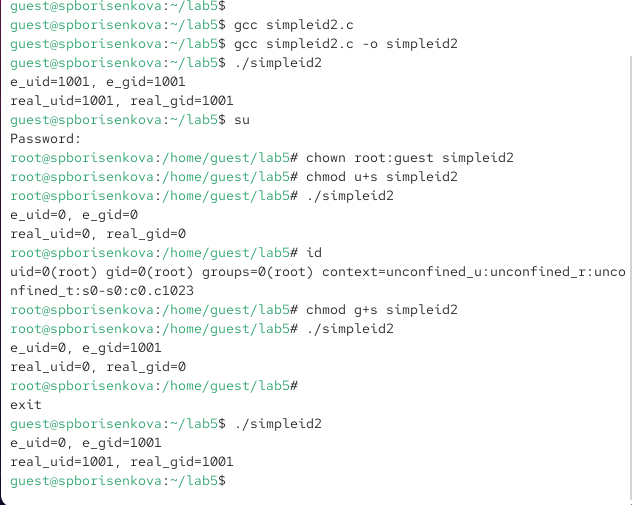 guest@spborisenkova:~/lab5$
guest@spborisenkova:~/lab5$ gcc simpleid2.c
guest@spborisenkova:~/lab5$ gcc simpleid2.c -o simpleid2
guest@spborisenkova:~/lab5$ ./simpleid2
e_uid=1001, e_gid=1001
real_uid=1001, real_gid=1001
guest@spborisenkova:~/lab5$ su
Password:
root@spborisenkova:/home/guest/lab5# chown root:guest simpleid2
root@spborisenkova:/home/guest/lab5# chmod u+s simpleid2
root@spborisenkova:/home/guest/lab5# ./simpleid2
e_uid=0, e_gid=0
real_uid=0, real_gid=0
root@spborisenkova:/home/guest/lab5# id
uid=0(root) gid=0(root) groups=0(root) context=unconfined_u:unconfined_r:unco
nfined_t:s0-s0:c0.c1023
root@spborisenkova:/home/guest/lab5# chmod g+s simpleid2
root@spborisenkova:/home/guest/lab5# ./simpleid2
e_uid=0, e_gid=1001
real_uid=0, real_gid=0
root@spborisenkova:/home/guest/lab5#
exit
guest@spborisenkova:~/lab5$ ./simpleid2
e_uid=0, e_gid=1001
real_uid=1001, real_gid=1001
guest@spborisenkova:~/lab5$